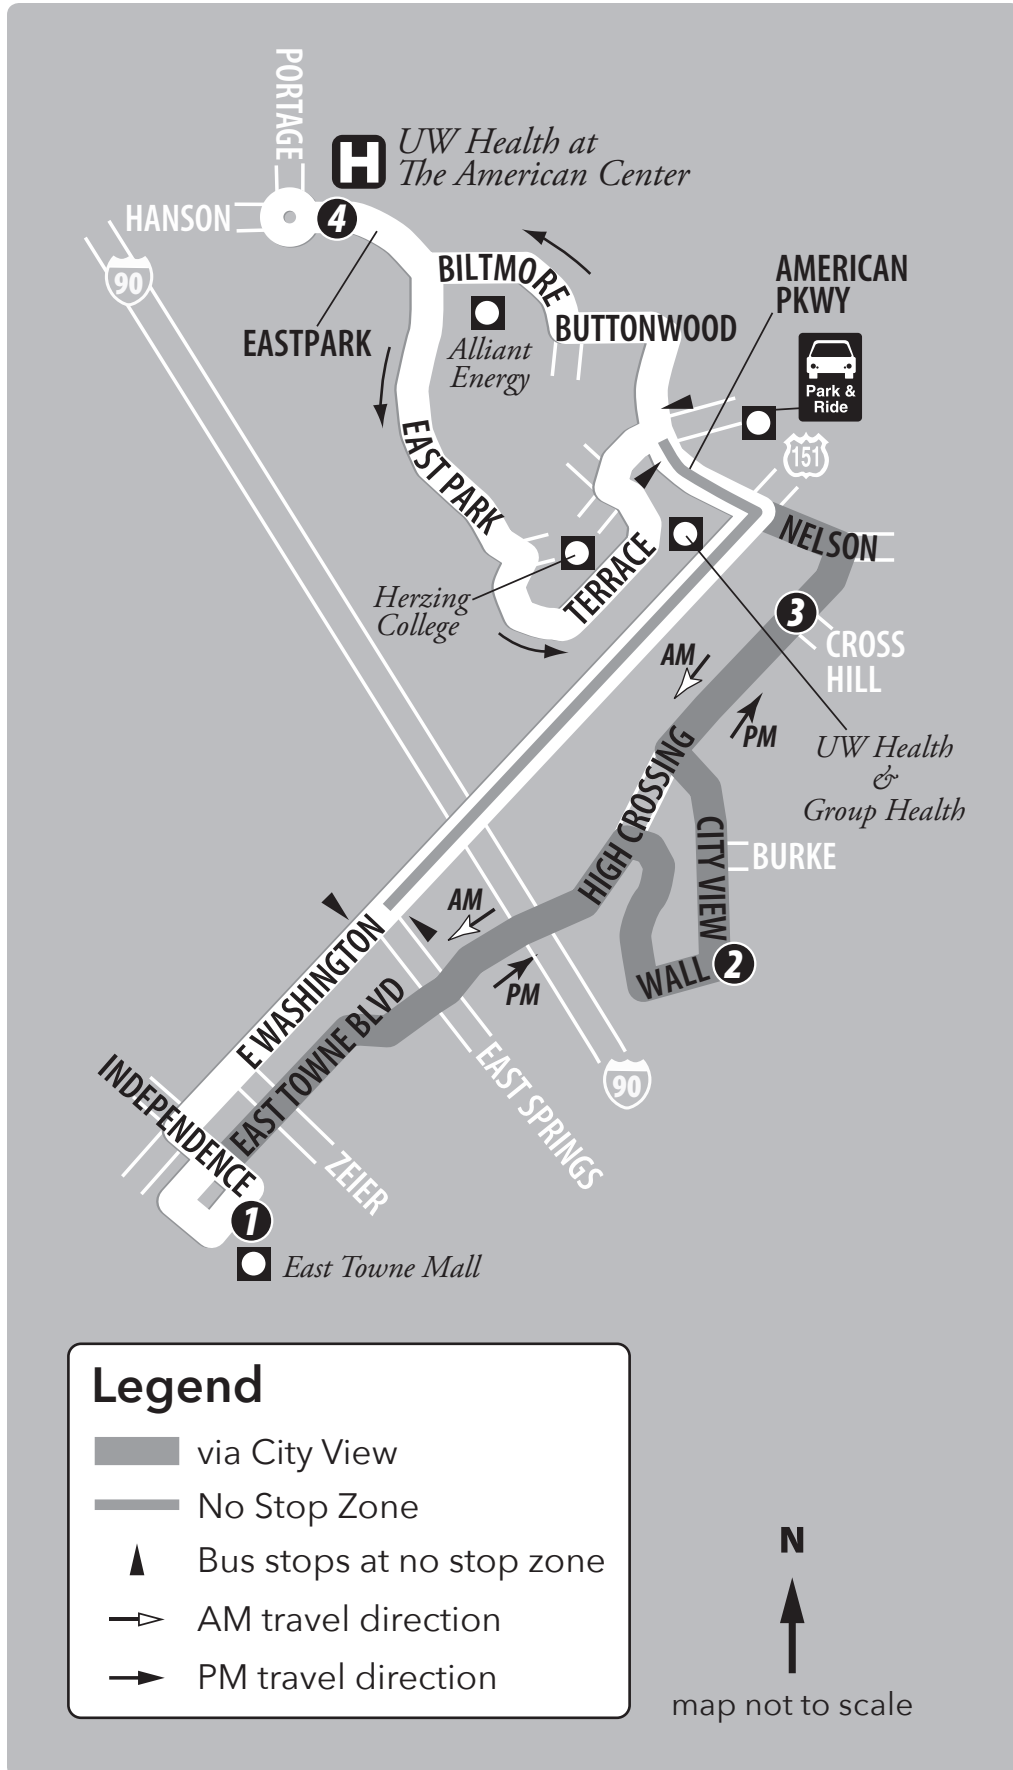 PORTAGE
H
UW Health at
The American Center
HANSON
4
90
BILTMORE
AMERICAN
PKWY
BUTTONWOOD
EASTPARK
Alliant
Energy
Park &
Ride
151
EAST PARK
NELSON
TERRACE
Herzing
College
3
CROSS
HILL
AM
PM
UW Health
&
Group Health
HIGH CROSSING
CITY VIEW
BURKE
AM
E WASHINGTON
WALL
2
PM
EAST TOWNE BLVD
EAST SPRINGS
90
INDEPENDENCE
ZEIER
1
East Towne Mall
Legend
via City View
No Stop Zone
Bus stops at no stop zone
AM travel direction
PM travel direction
N
map not to scale